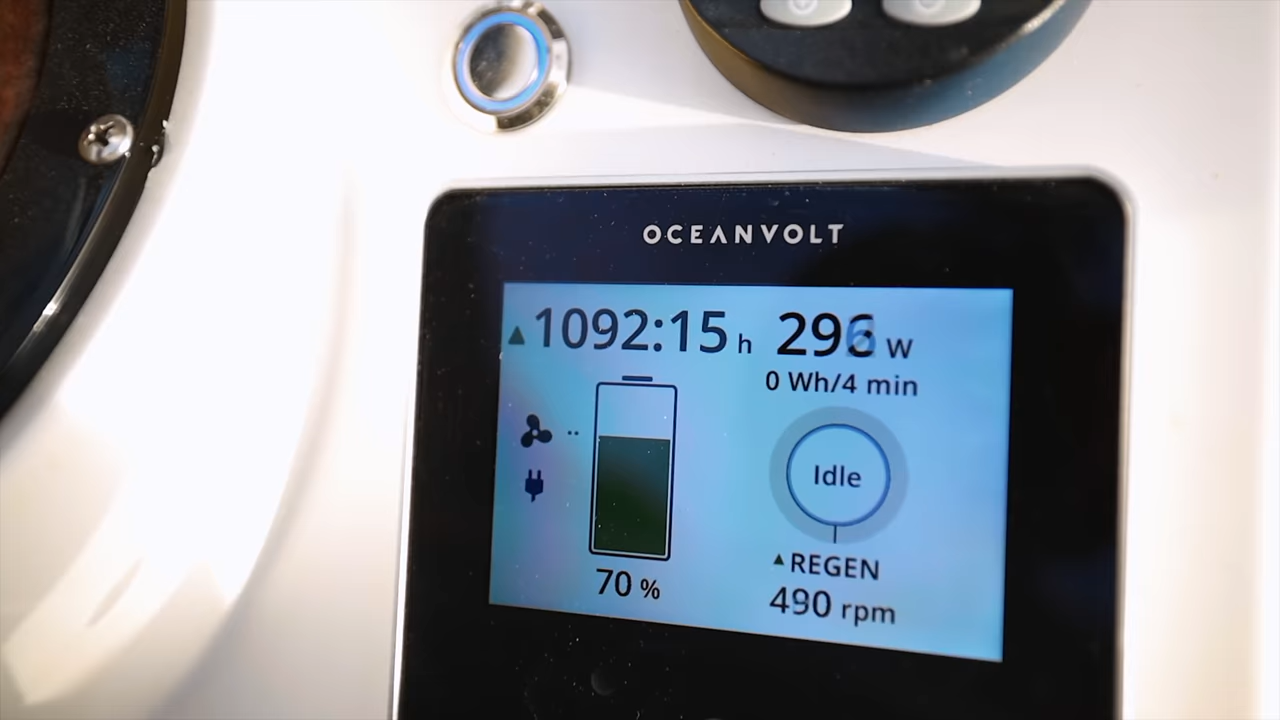 OCEANVOLT
1092:15 h
W
0 Wh/4 min
Idle
REGEN
70 %
490 rpm